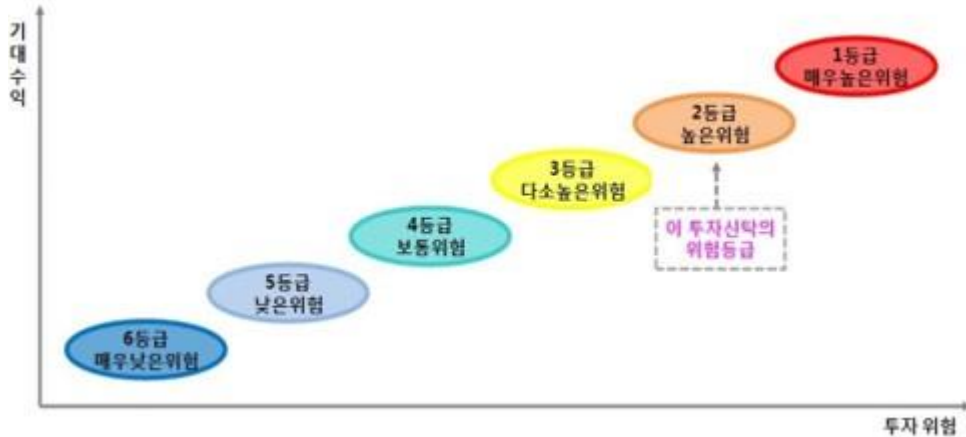 기대수익
1등급
매우높은위험
2등급
높은위험
3등급
다소높은위험
이 투자신탁의
위험등급
4등급
보통위험
5등급
낮은위험
6등급
매우낮은위험
투자 위험